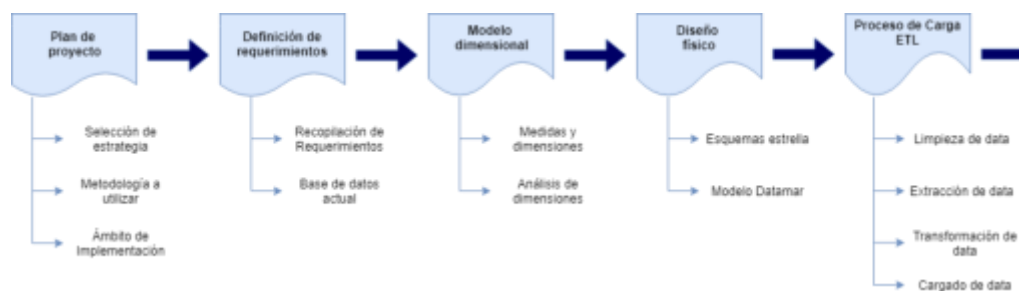 Plan de
proyecto
Definición de
requerimientos
Modelo
dimensional
Diseño
físico
Proceso de Carga
ETL
Selección de
estrategia
Metodología a
utilizar
Ámbito de
Implementación
Recopilación de
Requerimientos
Base de datos
actual
Medidas y
dimensiones
Análisis de
dimensiones
Esquemas estrella
Modelo Datamar
Limpieza de data
Extracción de data
Transformación de
data
Cargado de data